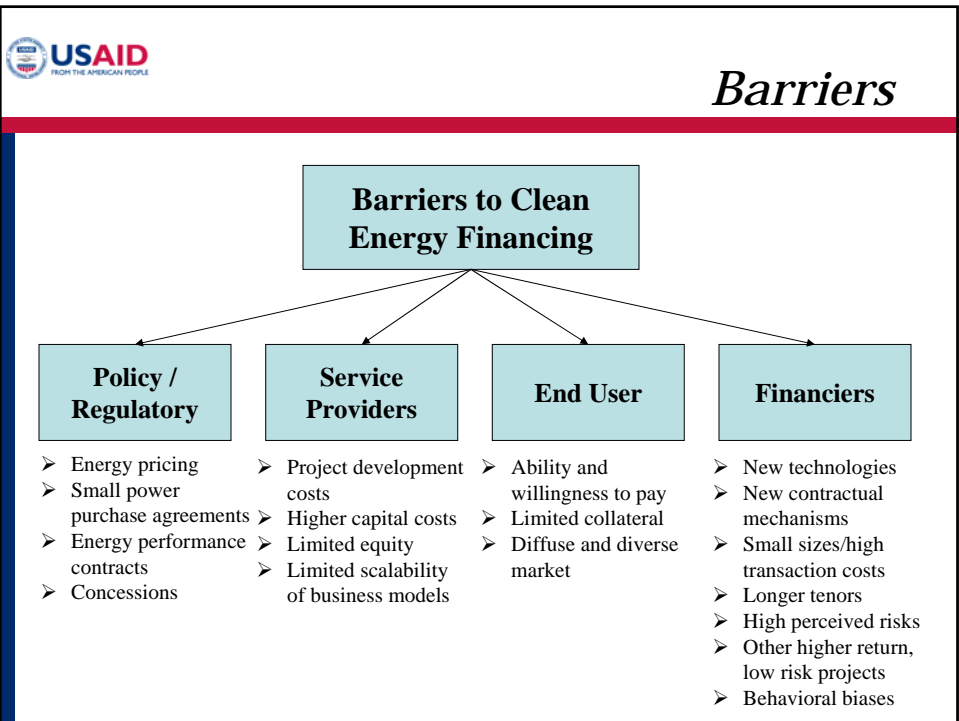 USAID
USAID
FROM THE AMERICAN PEOPLE
Barriers
Barriers to Clean
Energy Financing
Policy /
Regulatory
➢ Energy pricing
➢ Small power
purchase agreements
➢ Energy performance
contracts
➢ Concessions
Service
Providers
➢ Project development
costs
➢ Higher capital costs
➢ Limited equity
➢ Limited scalability
of business models
End User
➢ Ability and
willingness to pay
➢ Limited collateral
➢ Diffuse and diverse
market
Financiers
➢ New technologies
➢ New contractual
mechanisms
➢ Small sizes/high
transaction costs
➢ Longer tenors
➢ High perceived risks
➢ Other higher return,
low risk projects
➢ Behavioral biases